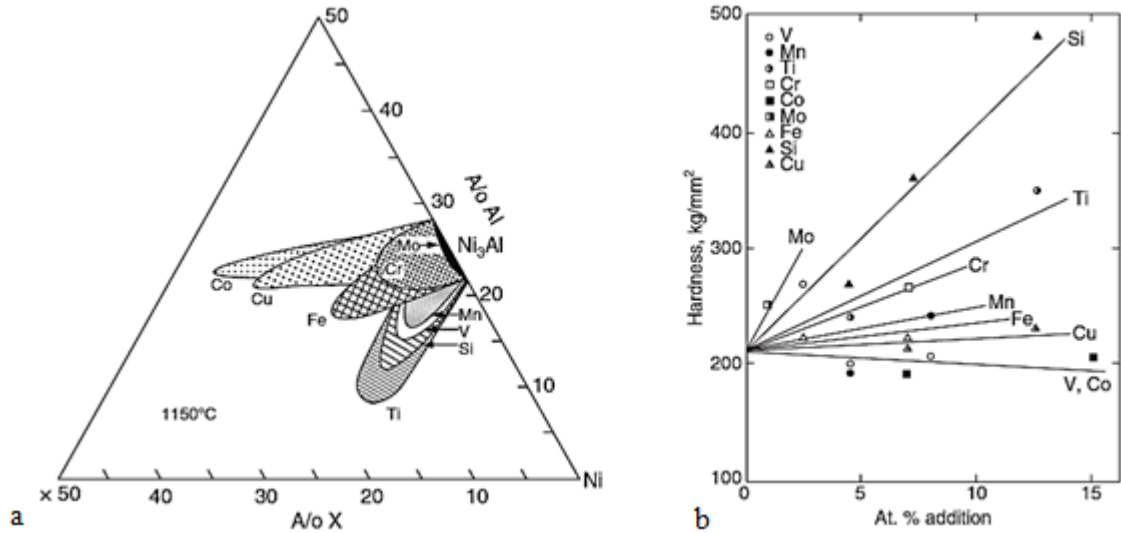 50
40
30
A/o Al
Mo
Ni₃Al
Cr
Co
Cu
20
Fe
Mn
V
Si
10
1150°C
Ti
Ni
× 50
40
30
20
10
A/o X
a
500
V
Mn
Ti
Cr
Co
Mo
Fe
Si
Cu
Si
400
Ti
300
Mo
Cr
Mn
Fe
Cu
200
V, Co
100
0
5
10
15
Hardness, kg/mm²
At. % addition
b